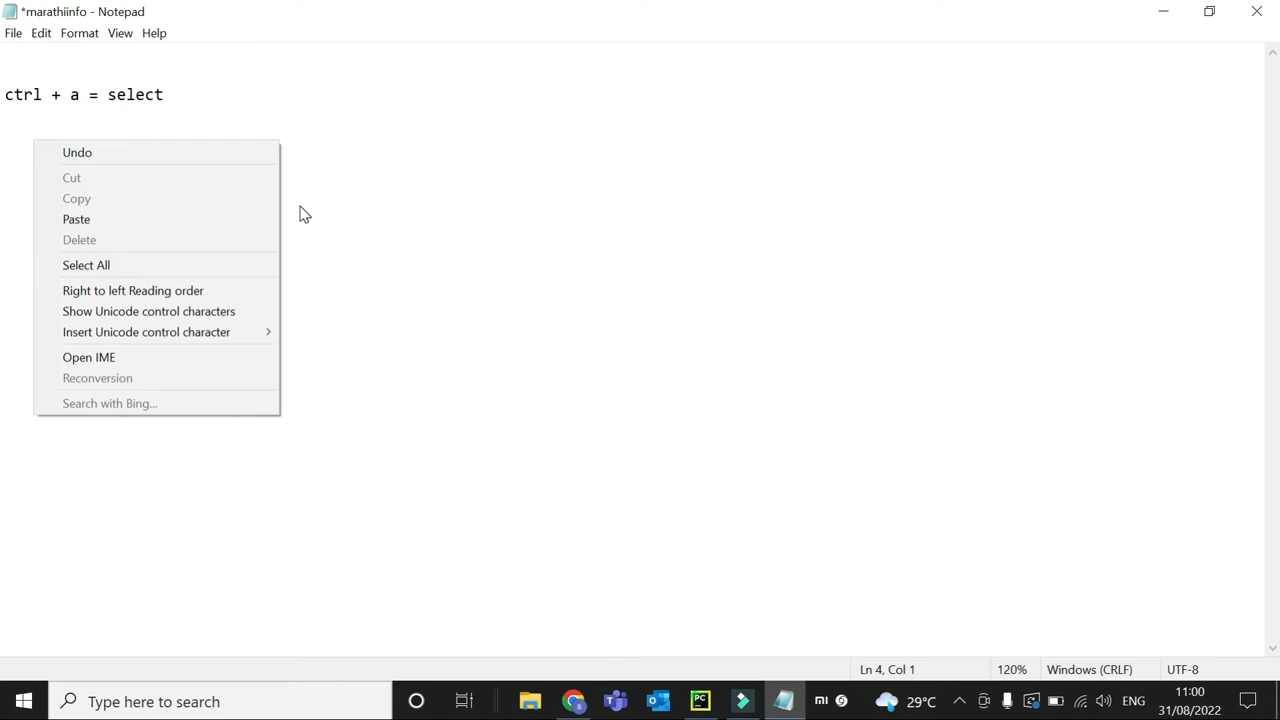 *marathiinfo - Notepad
File Edit Format View Help
ctrl + a = select
Undo
Cut
Copy
Paste
Delete
Select All
Right to left Reading order
Show Unicode control characters
Insert Unicode control character
Open IME
Reconversion
Search with Bing...
Ln 4, Col 1 120% Windows (CRLF) UTF-8
Type here to search PC mi 29°C ENG 11:00
31/08/2022